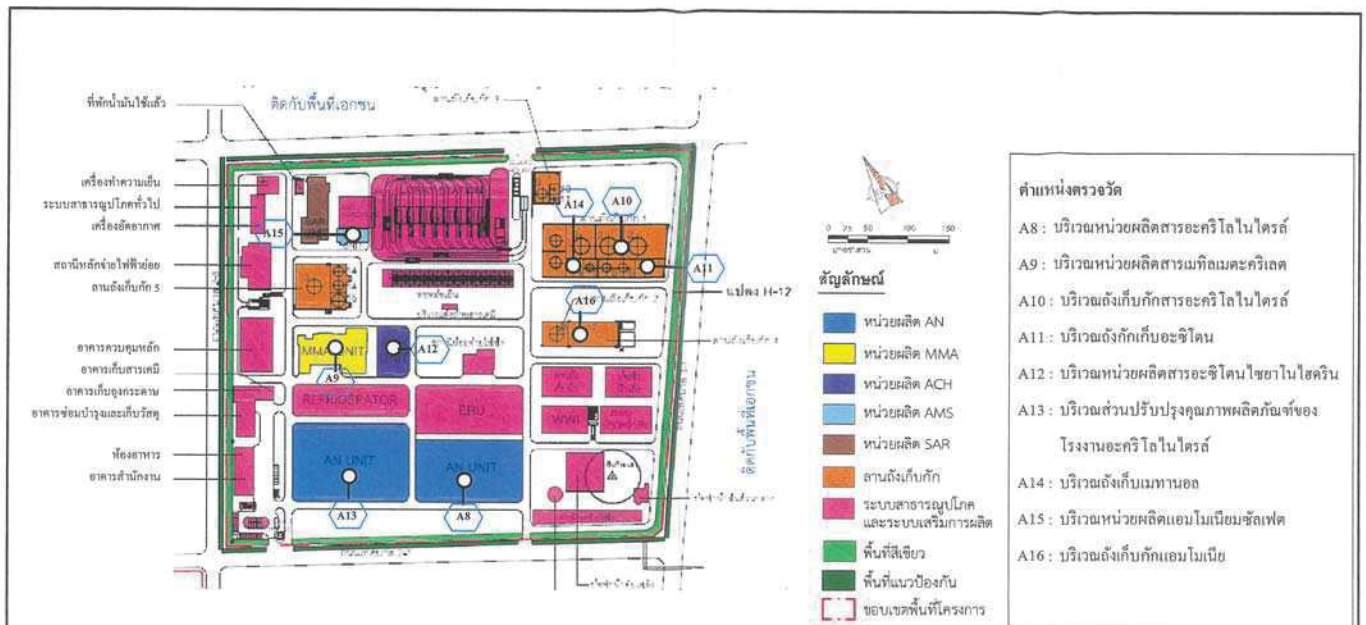 ที่พักน้ำมันใช้แล้ว
ติดกับพื้นที่เอกชน
เครื่องทำความเย็น
ระบบสาธารณูปโภคทั่วไป
เครื่องอัดอากาศ
สถานีหลักจ่ายไฟฟ้าย่อย
ลานถังเก็บกัก 5
อาคารควบคุมหลัก
อาคารเก็บสารเคมี
อาคารเก็บถุงกระดาษ
อาคารซ่อมบำรุงและเก็บวัสดุ
ห้องอาหาร
อาคารสำนักงาน
A15
A14
A10
A11
A16
A12
A9
A13
A8
MMA UNIT
REFRIGERATOR
ERU
AN UNIT
AN UNIT
แปลง H-12
ติดกับพื้นที่เอกชน
0 25 50 100 150
สัญลักษณ์
หน่วยผลิต AN
หน่วยผลิต MMA
หน่วยผลิต ACH
หน่วยผลิต AMS
หน่วยผลิต SAR
ลานถังเก็บกัก
ระบบสาธารณูปโภค
และระบบเสริมการผลิต
พื้นที่สีเขียว
พื้นที่แนวป้องกัน
ขอบเขตพื้นที่โครงการ
ตำแหน่งตรวจวัด
A8 : บริเวณหน่วยผลิตสารอะคริโลไนไตรล์
A9 : บริเวณหน่วยผลิตสารเมทิลเมตะคริเลต
A10 : บริเวณถังเก็บกักสารอะคริโลไนไตรล์
A11 : บริเวณถังกักเก็บอะซิโตน
A12 : บริเวณหน่วยผลิตสารอะซิโตนไซยาโนไฮดริน
A13 : บริเวณส่วนปรับปรุงคุณภาพผลิตภัณฑ์ของ
โรงงานอะคริโลไนไตรล์
A14 : บริเวณถังเก็บเมทานอล
A15 : บริเวณหน่วยผลิตแอมโมเนียมซัลเฟต
A16 : บริเวณถังเก็บกักแอมโมเนีย